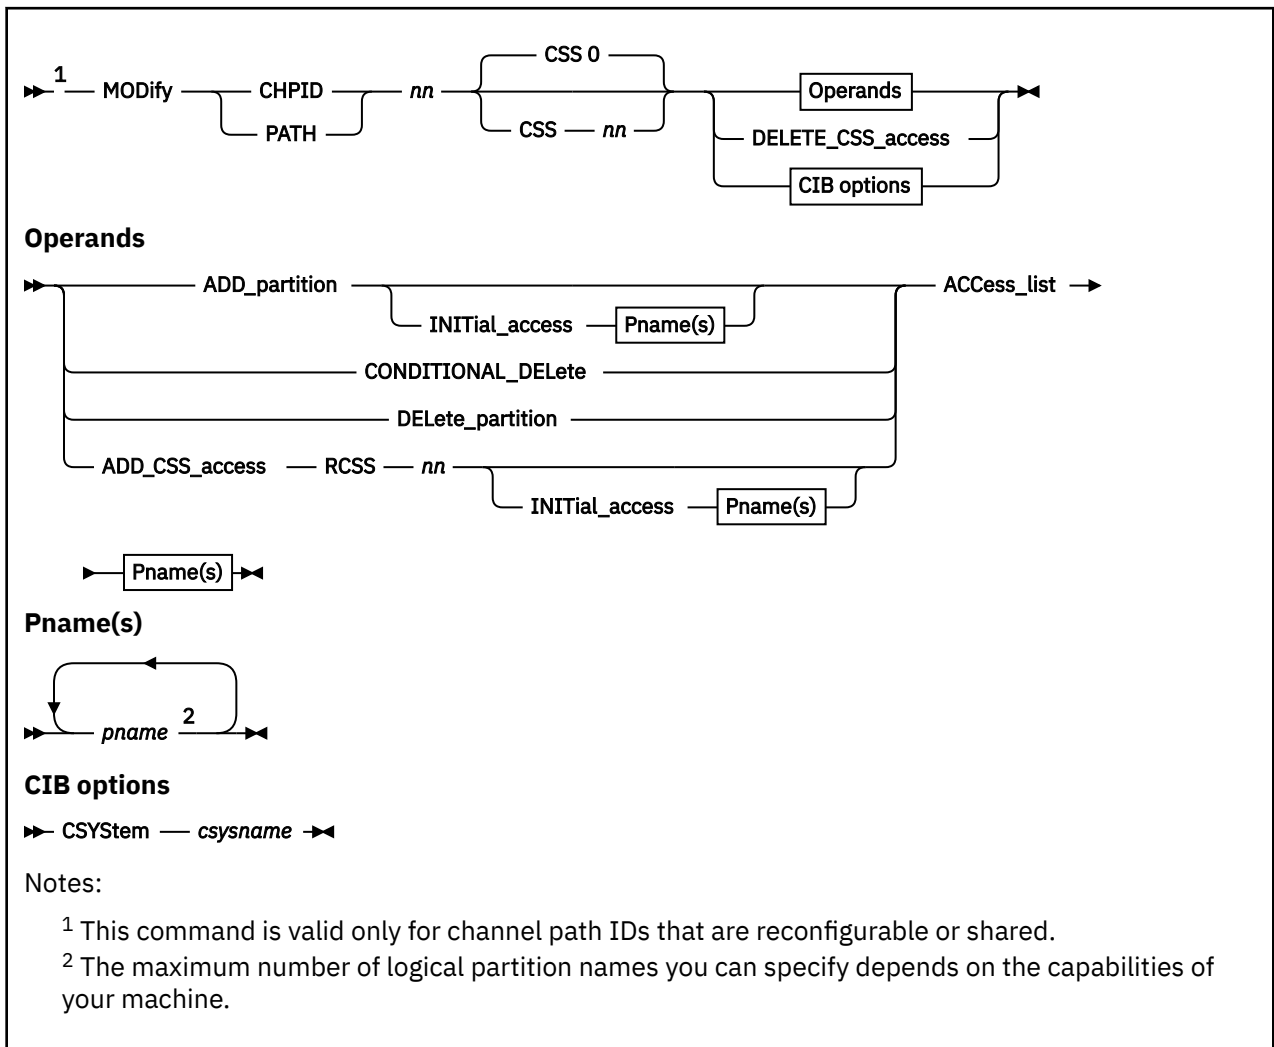 CSS 0
1 MODify CHPID nn Operands
PATH CSS nn DELETE_CSS_access
CIB options
Operands
ADD_partition ACCess_list
INITial_access Pname(s)
CONDITIONAL_DELete
DELete_partition
ADD_CSS_access RCSS nn
INITial_access Pname(s)
Pname(s)
Pname(s)
pname 2
CIB options
CSYStem csysname
Notes:
1 This command is valid only for channel path IDs that are reconfigurable or shared.
2 The maximum number of logical partition names you can specify depends on the capabilities of
your machine.